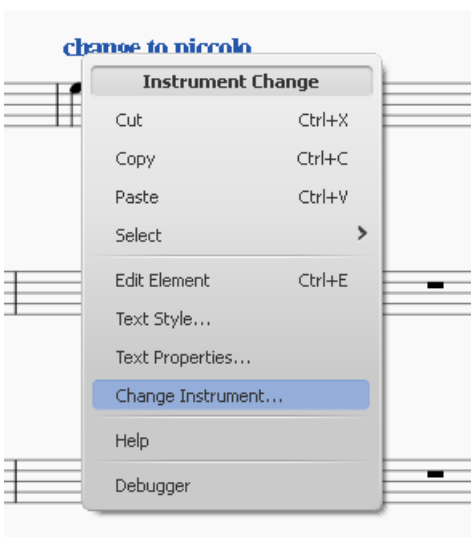 change to piccolo
Instrument Change
Cut Ctrl+X
Copy Ctrl+C
Paste Ctrl+V
Select
Edit Element Ctrl+E
Text Style...
Text Properties...
Change Instrument...
Help
Debugger